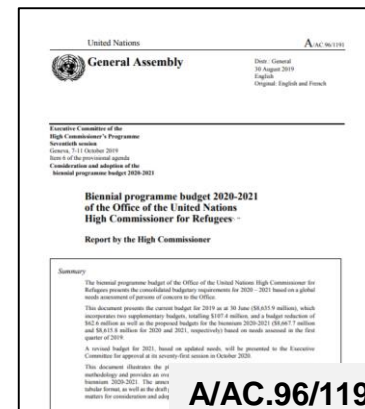 United Nations
A/AC.96/1191
General Assembly
Distr.: General
30 August 2019
English
Original: English and French
Executive Committee of the
High Commissioner's Programme
Seventieth session
Geneva, 7-11 October 2019
Item 6 of the provisional agenda
Consideration and adoption of the
biennial programme budget 2020-2021
Biennial programme budget 2020-2021
of the Office of the United Nations
High Commissioner for Refugees
Report by the High Commissioner
Summary
The biennial programme budget of the Office of the United Nations High Commissioner for
Refugees presents the consolidated budgetary requirements for 2020 – 2021 based on a global
needs assessment of persons of concern to the Office.
This document presents the current budget for 2019 as at 30 June ($8,635.9 million), which
incorporates two supplementary budgets, totalling $107.4 million, and a budget reduction of
$62.6 million as well as the proposed budgets for the biennium 2020-2021 ($8,667.7 million
and $8,615.8 million for 2020 and 2021, respectively) based on needs assessed in the first
quarter of 2019.
A revised budget for 2021, based on updated needs, will be presented to the Executive
Committee for approval at its seventy-first session in October 2020.
This document illustrates the
methodology and provides an
biennium 2020-2021. The
tabular format, as well as the draft
matters for consideration and
A/AC.96/119